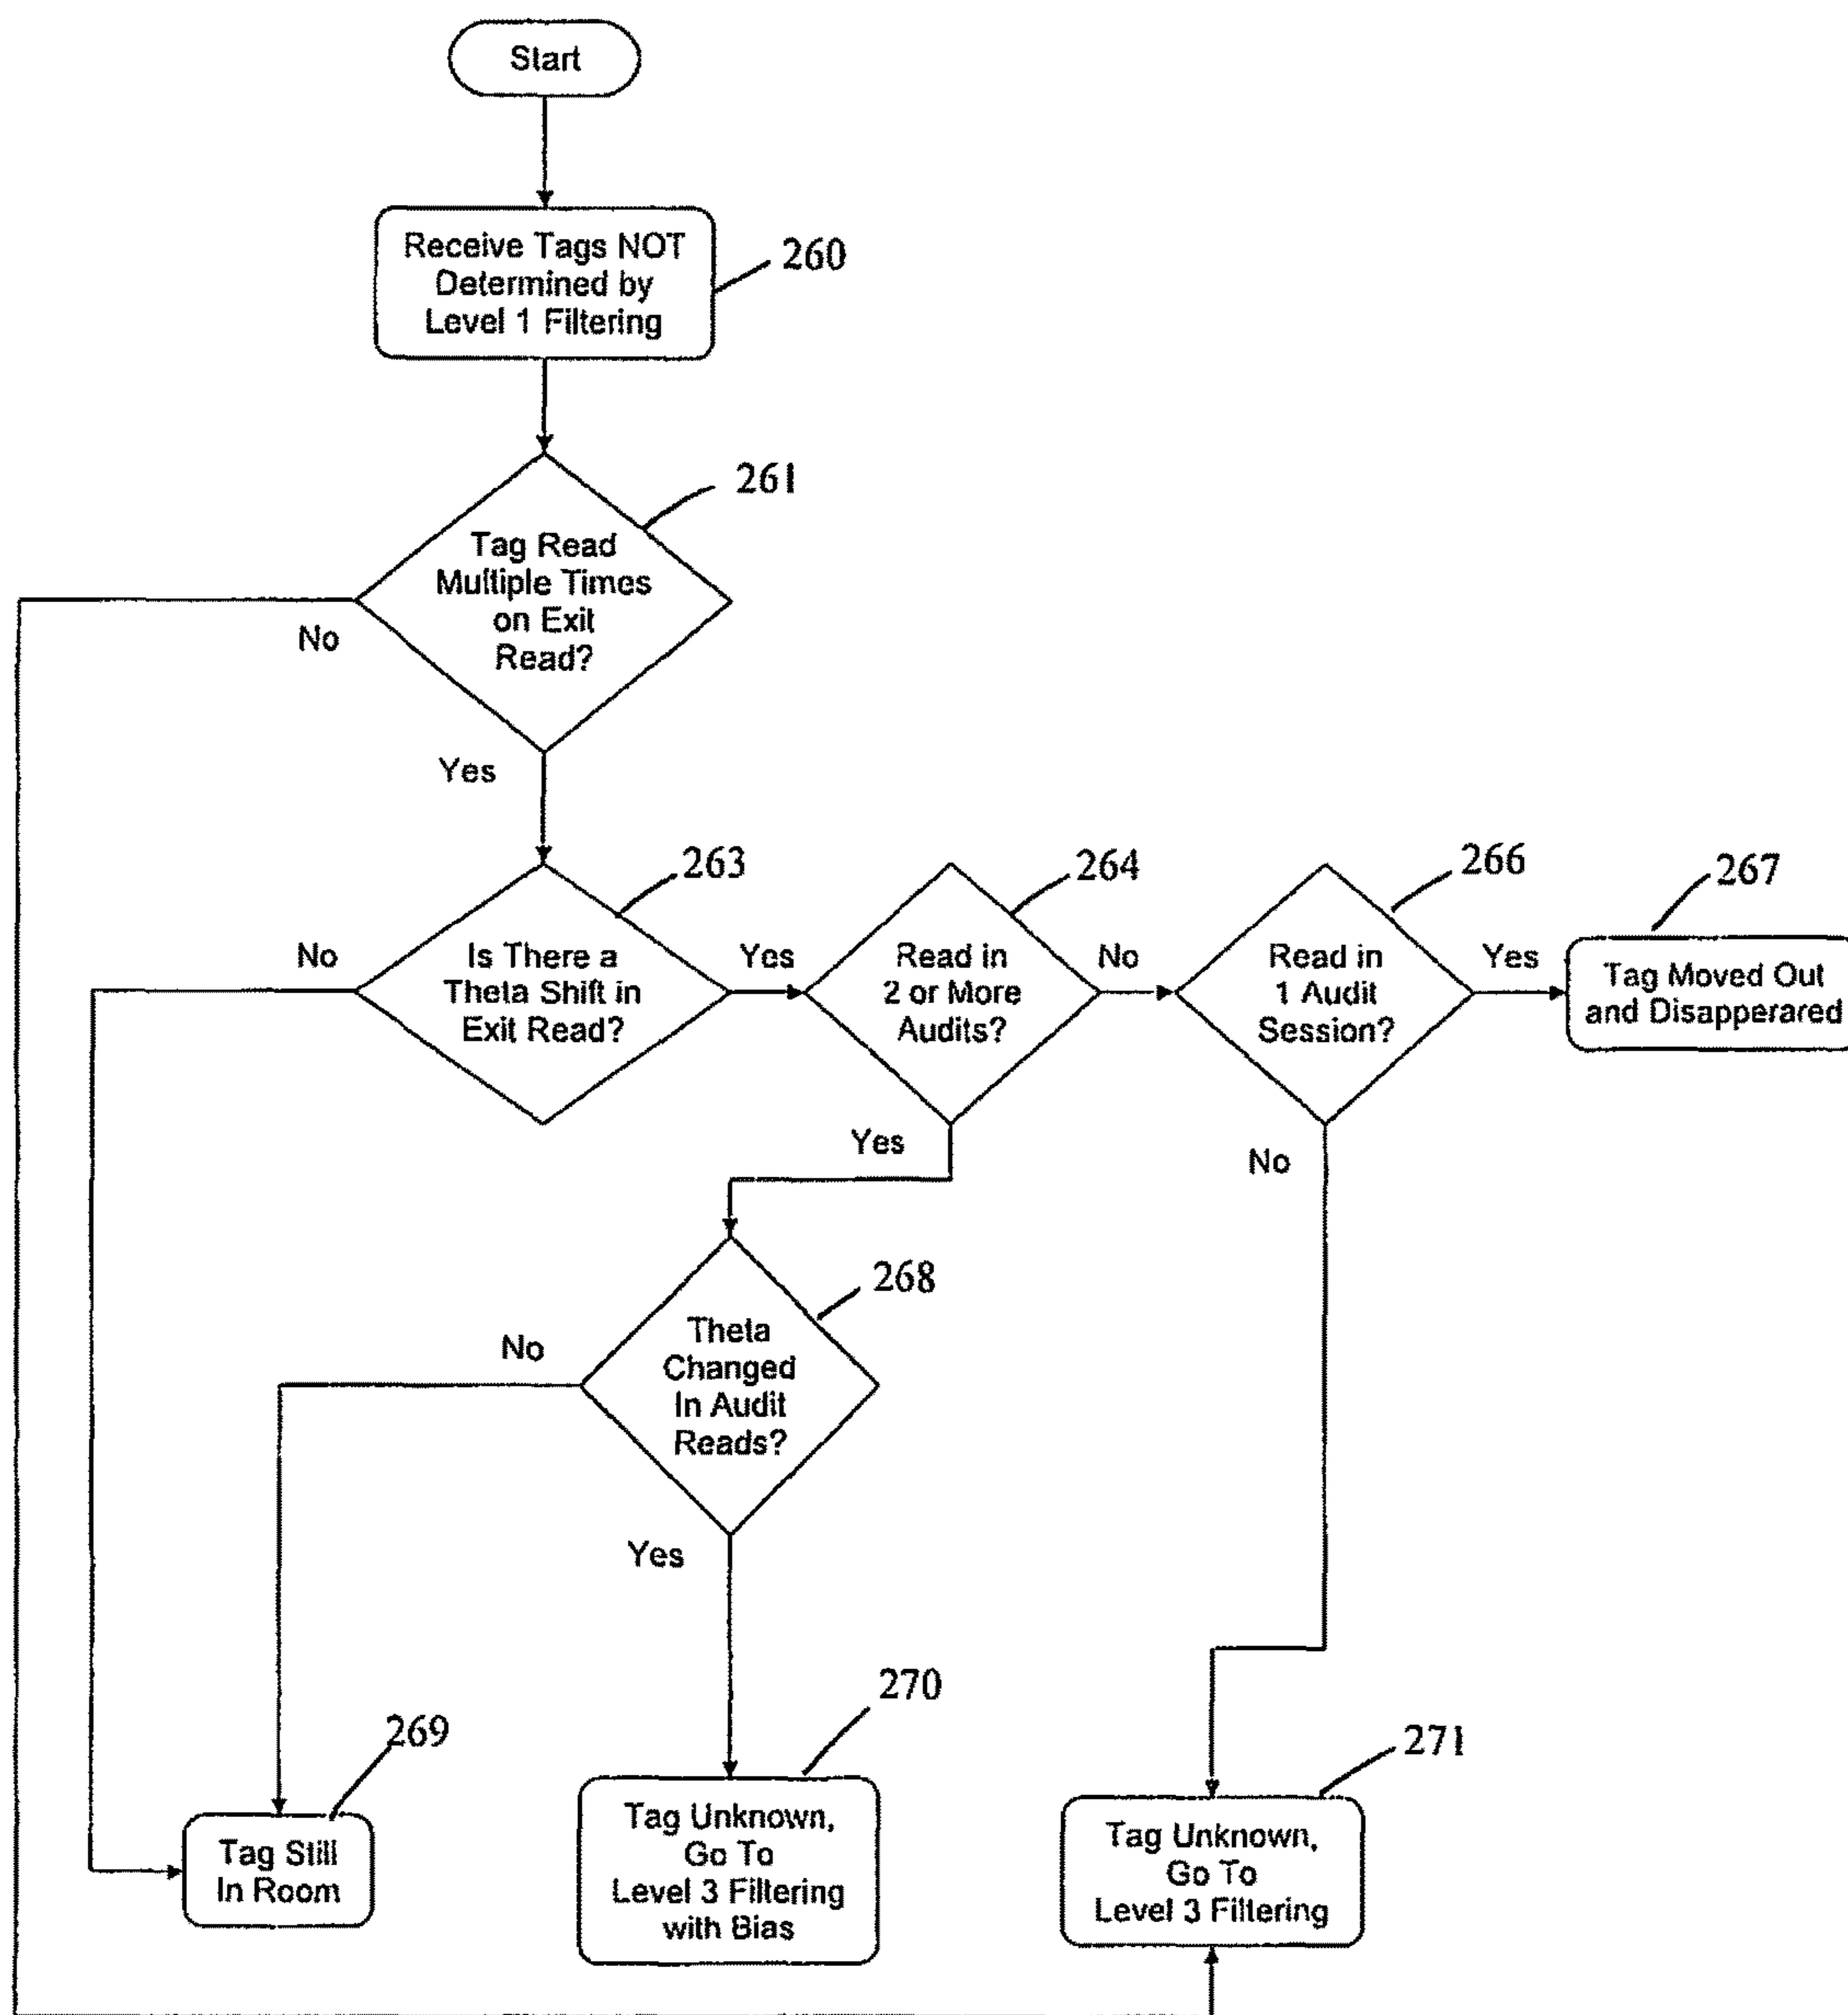 Start
Receive Tags NOT
Determined by
Level 1 Filtering
260
261
Tag Read
Multiple Times
on Exit
Read?
No
Yes
263
264
266
267
No
Is There a
Theta Shift in
Exit Read?
Yes
Read in
2 or More
Audits?
No
Read in
1 Audit
Session?
Yes
Tag Moved Out
and Disapperared
Yes
No
268
No
Theta
Changed
In Audit
Reads?
Yes
269
270
271
Tag Still
In Room
Tag Unknown,
Go To
Level 3 Filtering
with Bias
Tag Unknown,
Go To
Level 3 Filtering